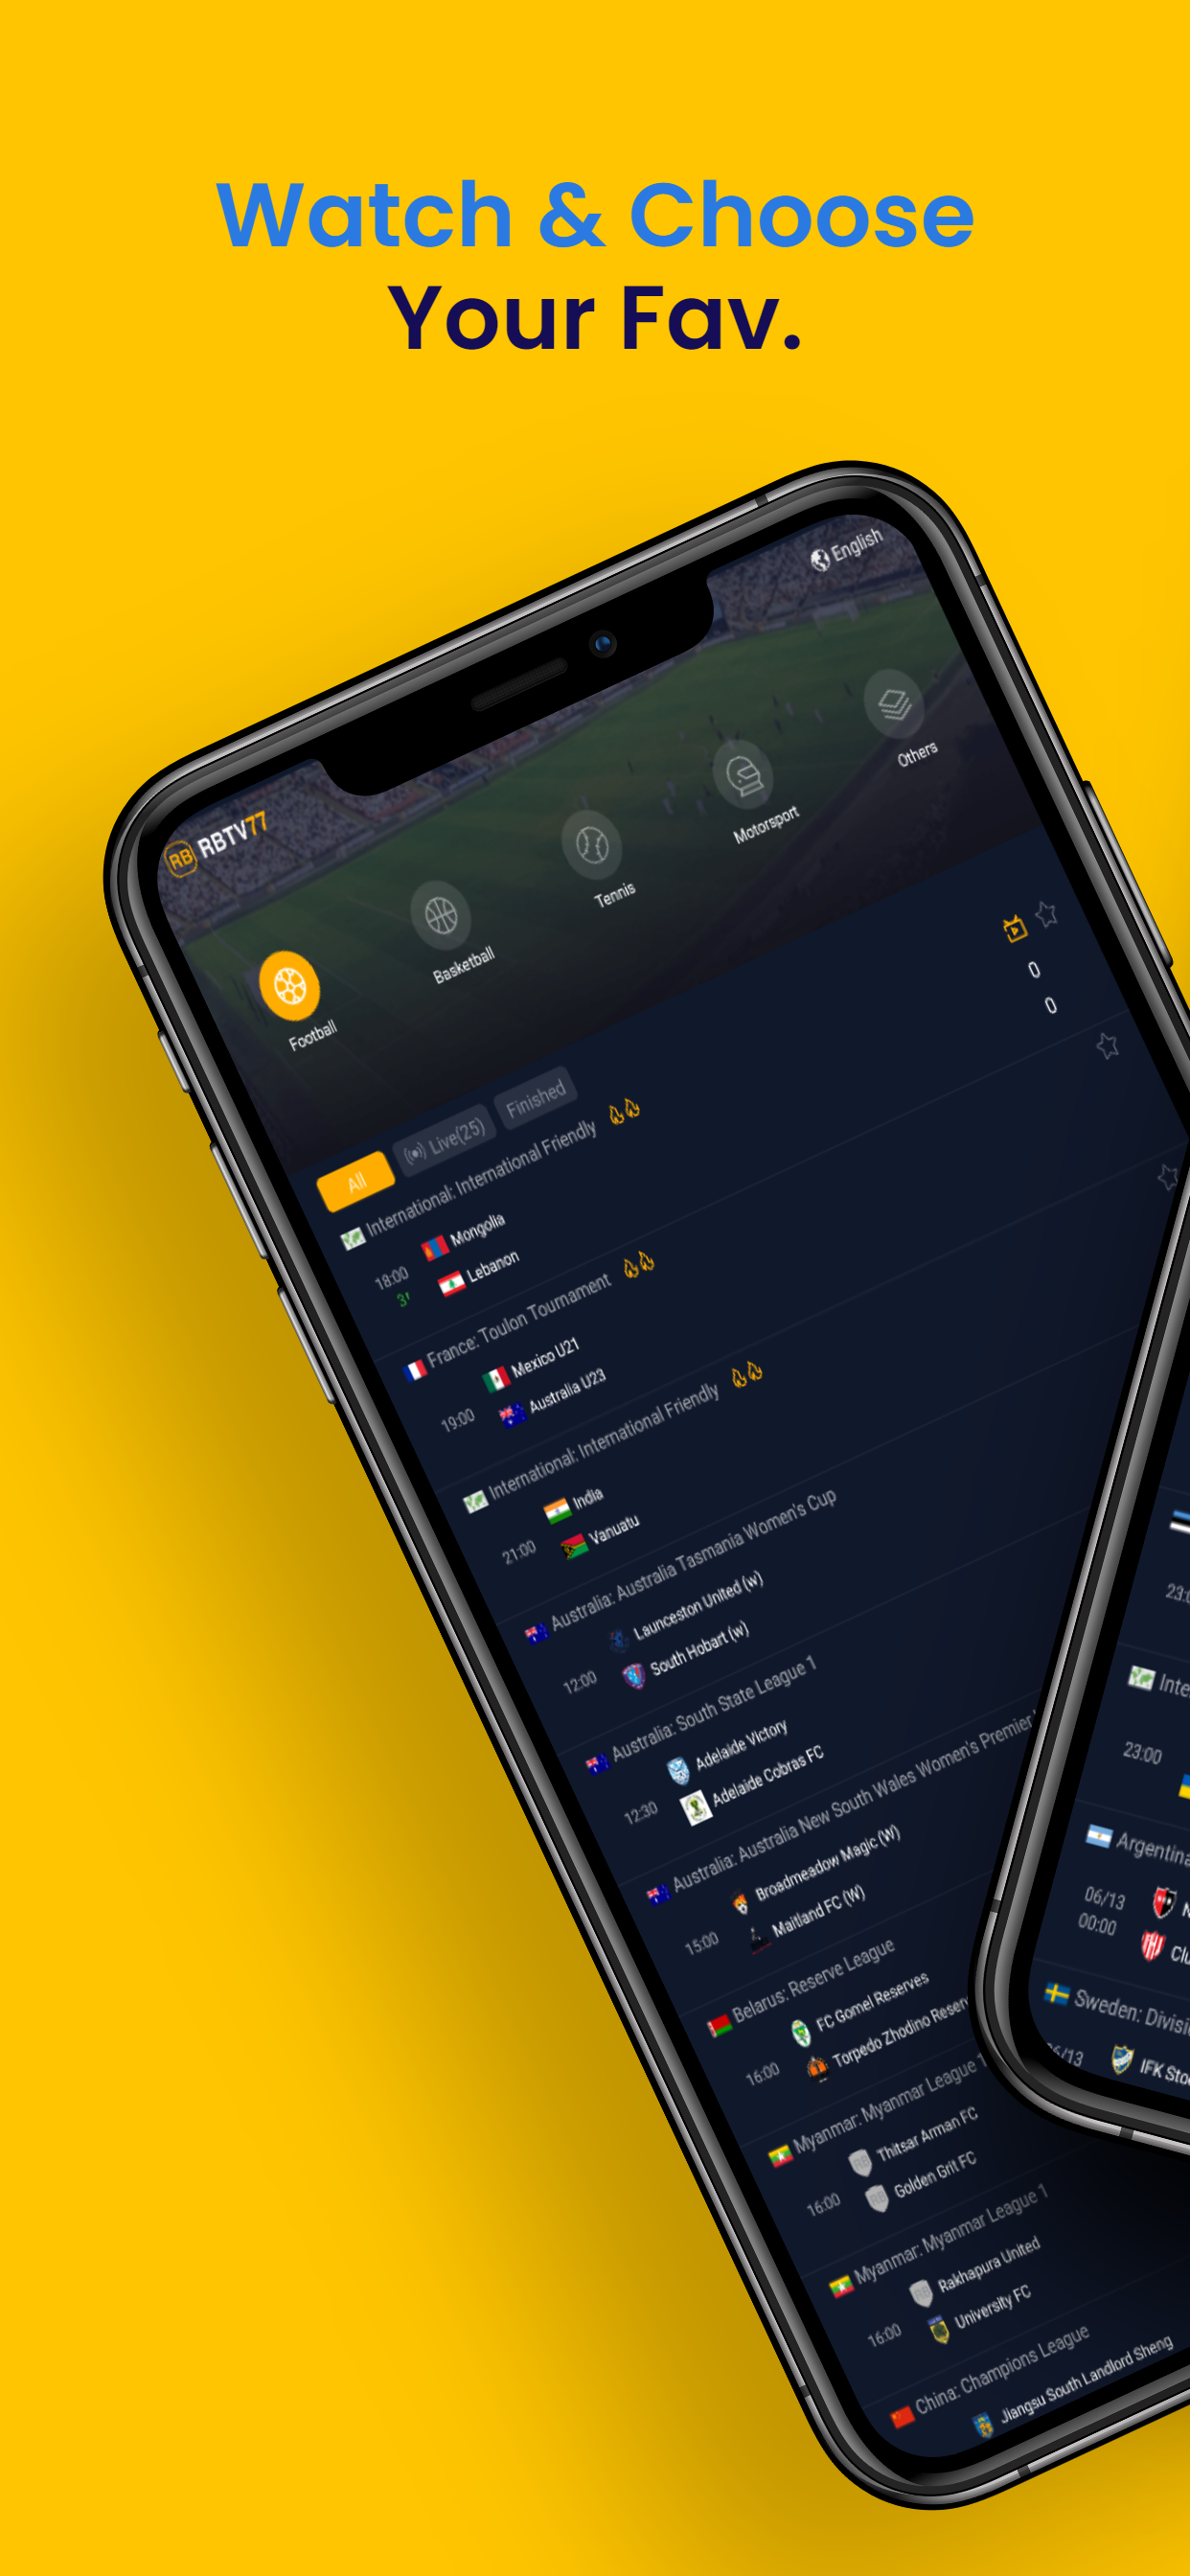 Watch & Choose
Your Fav.
English
RB RBTV77
Football
Basketball
Tennis
Motorsport
Others
All
Live(25)
Finished
International: International Friendly
18:00
3'
Mongolia
0
Lebanon
0
France: Toulon Tournament
19:00
Mexico U21
Australia U23
International: International Friendly
21:00
India
Vanuatu
Australia: Australia Tasmania Women's Cup
12:00
Launceston United (w)
South Hobart (w)
Australia: South State League 1
12:30
Adelaide Victory
Adelaide Cobras FC
Australia: Australia New South Wales Women's Premier
15:00
Broadmeadow Magic (W)
Maitland FC (W)
Belarus: Reserve League
16:00
FC Gomel Reserves
Torpedo Zhodino Reserv
Myanmar: Myanmar League 1
16:00
Thitsar Arman FC
Golden Grit FC
Myanmar: Myanmar League 1
16:00
Rakhapura United
University FC
China: Champions League
Jiangsu South Landlord Sheng
23:0
Inte
23:00
Argentina
06/13
00:00
N
Clu
Sweden: Divisi
6/13
IFK Sto